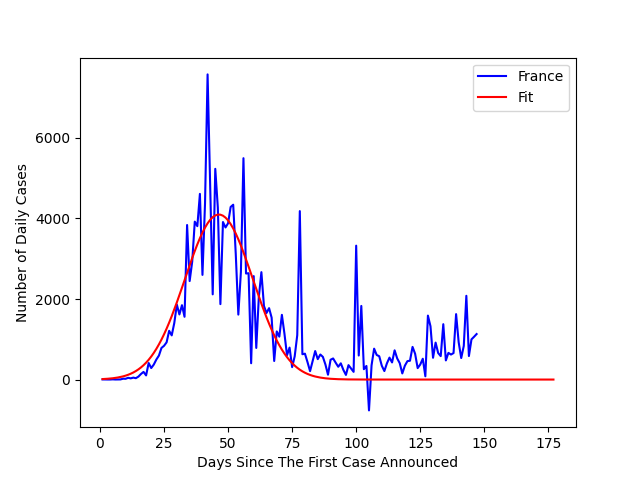 France
Fit
6000
4000
2000
0
Number of Daily Cases
0 25 50 75 100 125 150 175
Days Since The First Case Announced